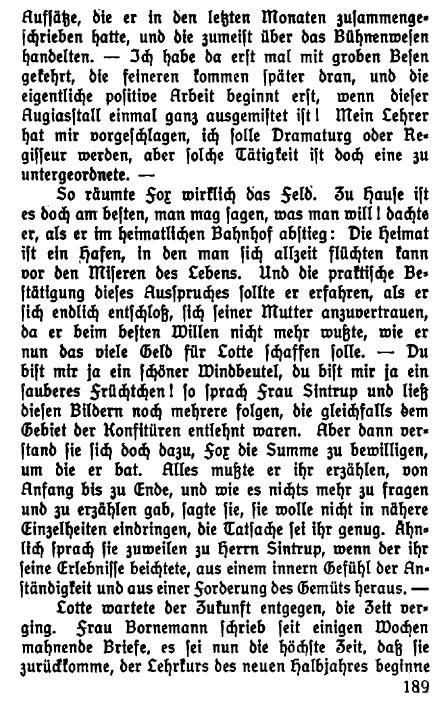 Aufsätze, die er in den letzten Monaten zusammenge-
schrieben hatte, und die zumeist über das Bühnenwesen
handelten. — Ich habe da erst mal mit groben Besen
gekehrt, die feineren kommen später dran, und die
eigentliche positive Arbeit beginnt erst, wenn dieser
Augiasstall einmal ganz ausgemistet ist! Mein Lehrer
hat mir vorgeschlagen, ich solle Dramaturg oder Re-
gisseur werden, aber solche Tätigkeit ist doch eine zu
untergeordnete. —
So räumte Fox wirklich das Feld. Zu Hause ist
es doch am besten, man mag sagen, was man will! dachte
er, als er im heimatlichen Bahnhof abstieg: Die Heimat
ist ein Hafen, in den man sich allzeit flüchten kann
vor den Miseren des Lebens. Und die praktische Be-
stätigung dieses Ausspruches sollte er erfahren, als er
sich endlich entschloß, sich seiner Mutter anzuvertrauen,
da er beim besten Willen nicht mehr wußte, wie er
nun das viele Geld für Lotte schaffen solle. — Du
bist mir ja ein schöner Windbeutel, du bist mir ja ein
sauberes Früchtchen! so sprach Frau Sintrup und ließ
diesen Bildern noch mehrere folgen, die gleichfalls dem
Gebiet der Konfitüren entlehnt waren. Aber dann ver-
stand sie sich doch dazu, Fox die Summe zu bewilligen,
um die er bat. Alles mußte er ihr erzählen, von
Anfang bis zu Ende, und wie es nichts mehr zu fragen
und zu erzählen gab, sagte sie, sie wolle nicht in nähere
Einzelheiten eindringen, die Tatsache sei ihr genug. Ähn-
lich sprach sie zuweilen zu Herrn Sintrup, wenn der ihr
seine Erlebnisse beichtete, aus einem innern Gefühl der An-
ständigkeit und aus einer Forderung des Gemüts heraus. —
Lotte wartete der Zukunft entgegen, die Zeit ver-
ging. Frau Bornemann schrieb seit einigen Wochen
mahnende Briefe, es sei nun die höchste Zeit, daß sie
zurückkomme, der Lehrkurs des neuen Halbjahres beginne
189